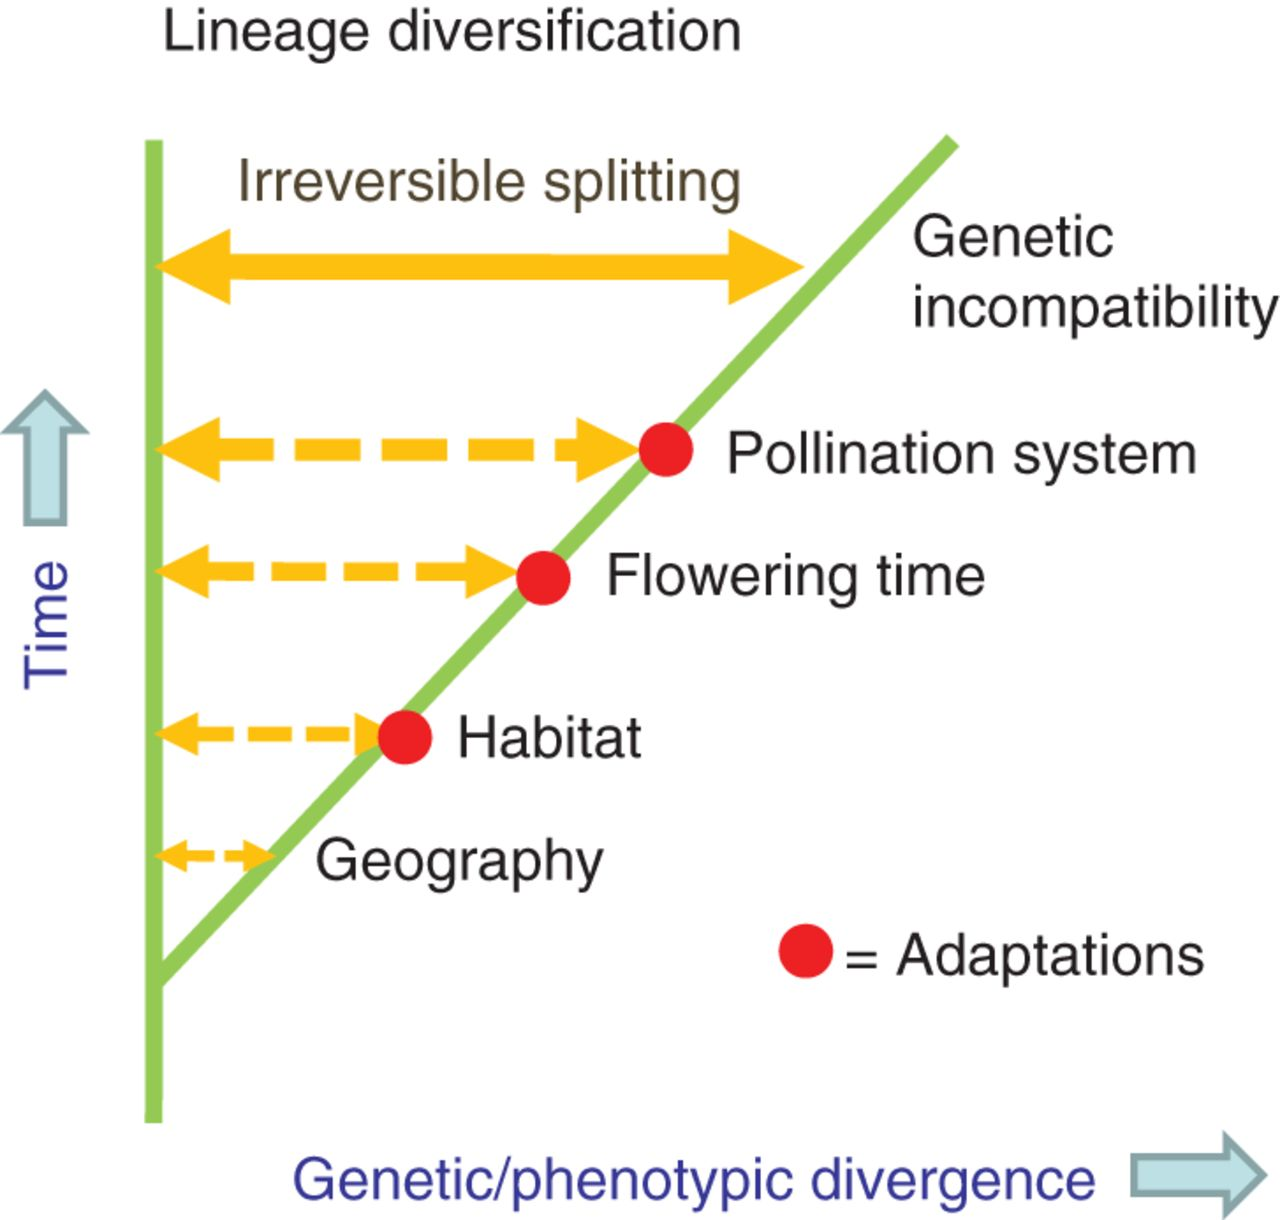 Lineage diversification
Irreversible splitting
Genetic
incompatibility
Pollination system
Flowering time
Habitat
Geography
= Adaptations
Time
Genetic/phenotypic divergence